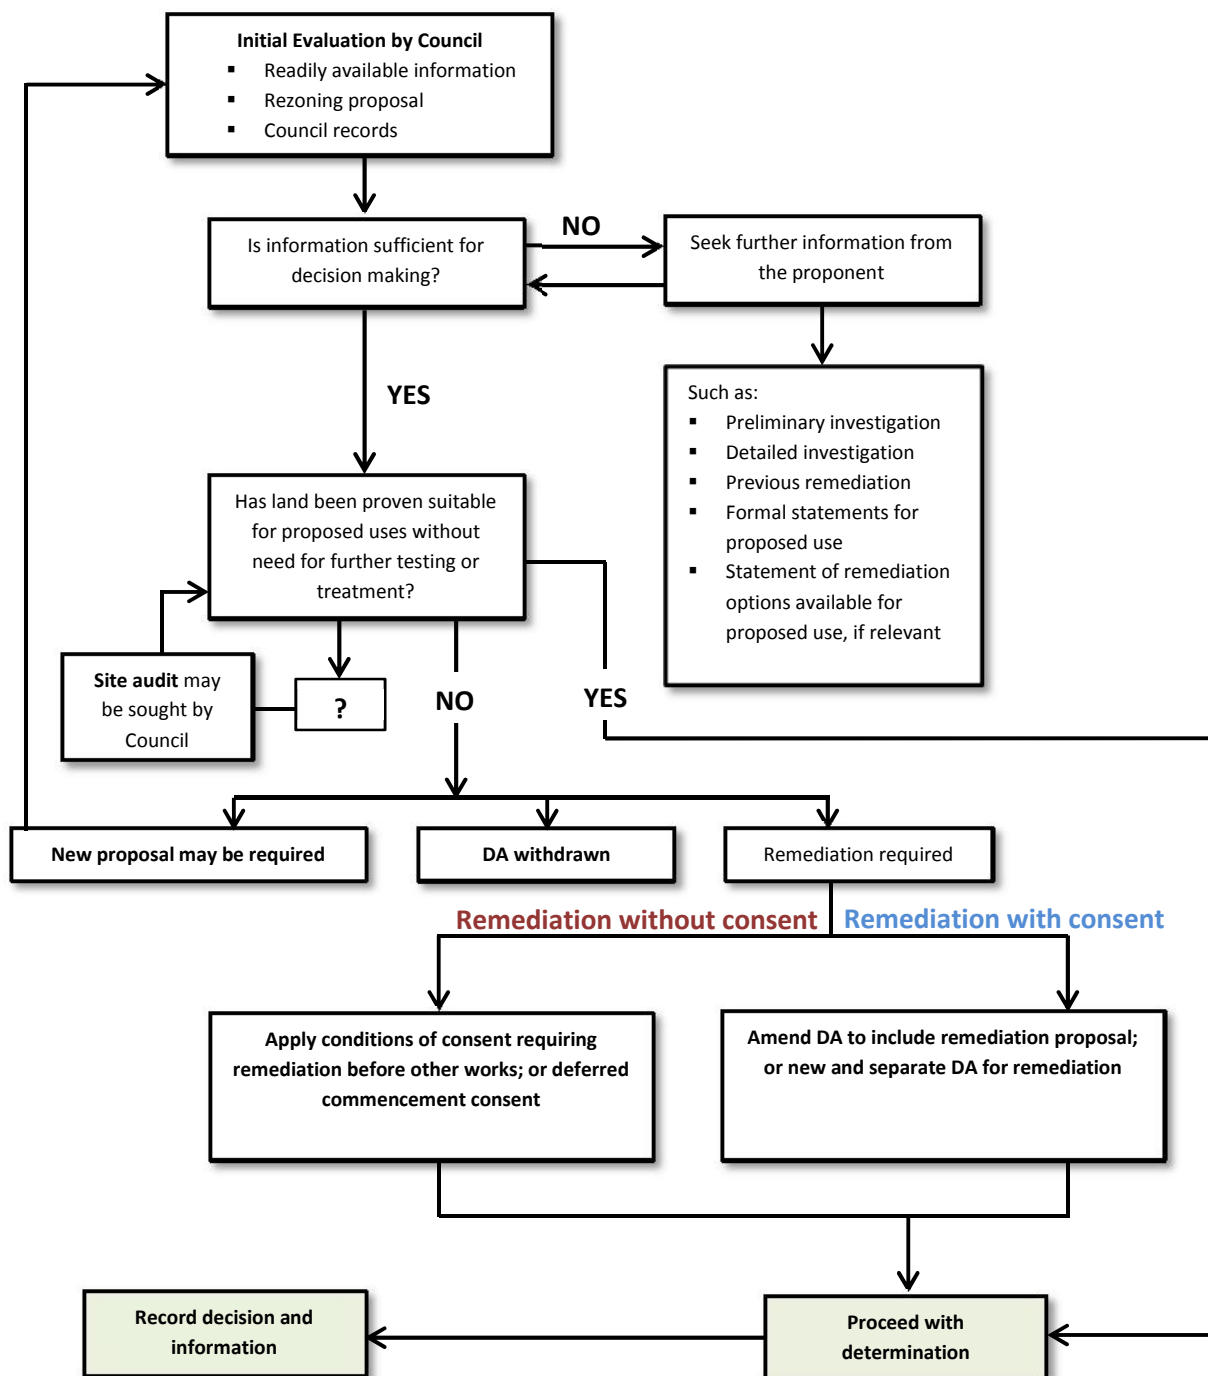 Initial Evaluation by Council
▪ Readily available information
▪ Rezoning proposal
▪ Council records
Is information sufficient for
decision making?
NO
Seek further information from
the proponent
YES
Such as:
▪ Preliminary investigation
▪ Detailed investigation
▪ Previous remediation
▪ Formal statements for
proposed use
▪ Statement of remediation
options available for
proposed use, if relevant
Has land been proven suitable
for proposed uses without
need for further testing or
treatment?
Site audit may
be sought by
Council
?
NO
YES
New proposal may be required
DA withdrawn
Remediation required
Remediation without consent
Remediation with consent
Apply conditions of consent requiring
remediation before other works; or deferred
commencement consent
Amend DA to include remediation proposal;
or new and separate DA for remediation
Record decision and
information
Proceed with
determination